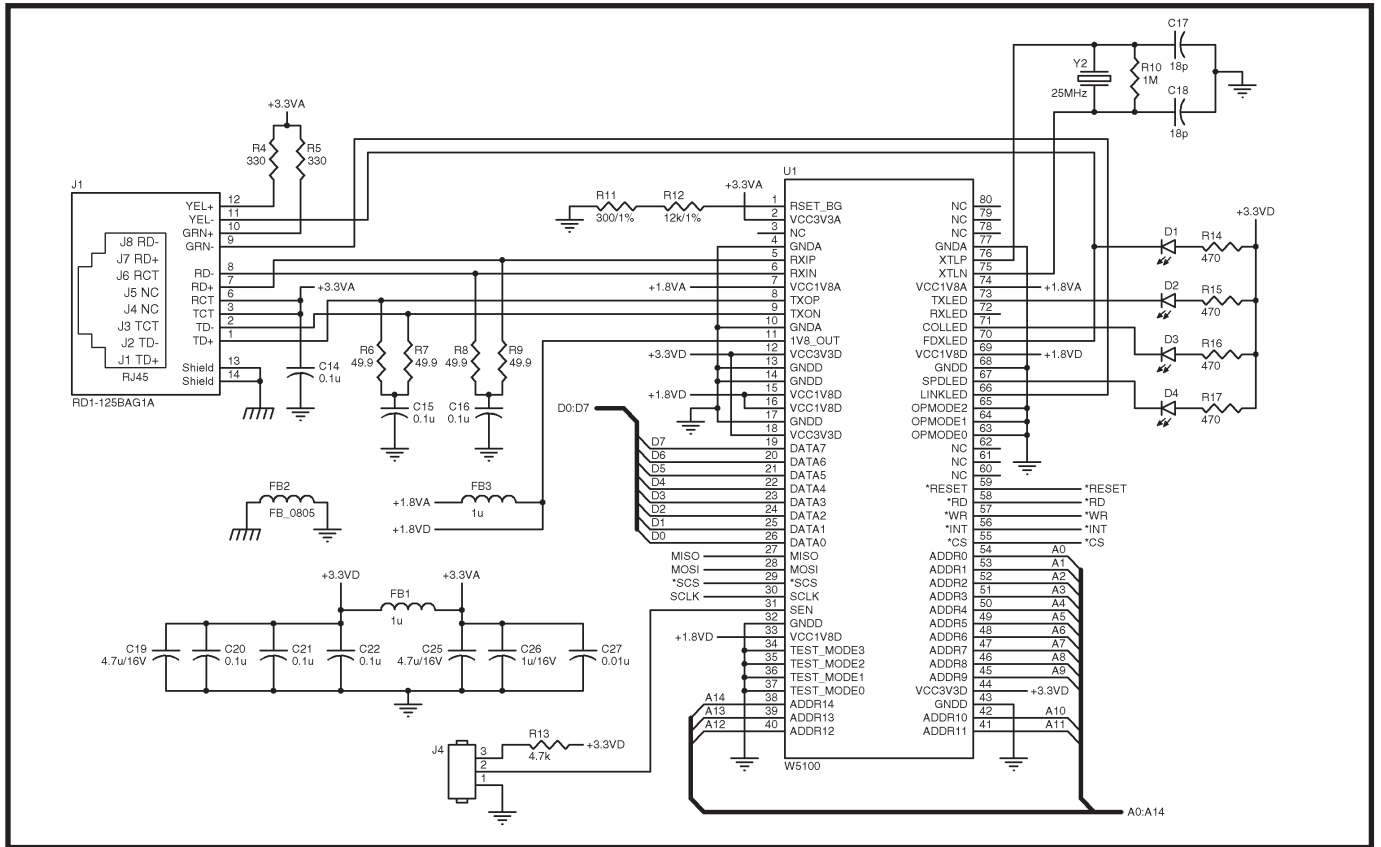 C17
18p
Y2
25MHz
R10
1M
C18
18p
+3.3VA
R4
330
R5
330
J1
12
YEL+
11
YEL-
10
GRN+
9
GRN-
8
RD-
7
RD+
6
RCT
3
TCT
2
TD-
1
TD+
13
Shield
14
Shield
J8 RD-
J7 RD+
J6 RCT
J5 NC
J4 NC
J3 TCT
J2 TD-
J1 TD+
RJ45
RD1-125BAG1A
+3.3VA
C14
0.1u
R6
49.9
R7
49.9
R8
49.9
R9
49.9
C15
0.1u
C16
0.1u
R11
300/1%
R12
12k/1%
+3.3VA
+1.8VA
+3.3VD
+1.8VD
D0:D7
D7
D6
D5
D4
D3
D2
D1
D0
MISO
MOSI
*SCS
SCLK
+1.8VD
A14
A13
A12
U1
1 RSET_BG
2 VCC3V3A
3 NC
4 GNDA
5 RXIP
6 RXIN
7 VCC1V8A
8 TXOP
9 TXON
10 GNDA
11 1V8_OUT
12 VCC3V3D
13 GNDD
14 GNDD
15 VCC1V8D
16 VCC1V8D
17 GNDD
18 VCC3V3D
19 DATA7
20 DATA6
21 DATA5
22 DATA4
23 DATA3
24 DATA2
25 DATA1
26 DATA0
27 MISO
28 MOSI
29 *SCS
30 SCLK
31 SEN
32 GNDD
33 VCC1V8D
34 TEST_MODE3
35 TEST_MODE2
36 TEST_MODE1
37 TEST_MODE0
38 ADDR14
39 ADDR13
40 ADDR12
NC 80
NC 79
NC 78
GNDA 77
XTLP 76
XTLN 75
VCC1V8A 74
TXLED 73
RXLED 72
COLLED 71
FDXLED 70
VCC1V8D 69
GNDD 68
SPDLED 67
LINKLED 66
OPMODE2 65
OPMODE1 64
OPMODE0 63
NC 62
NC 61
NC 60
*RESET 59
*RD 58
*WR 57
*INT 56
*CS 55
ADDR0 54
ADDR1 53
ADDR2 52
ADDR3 51
ADDR4 50
ADDR5 49
ADDR6 48
ADDR7 47
ADDR8 46
ADDR9 45
VCC3V3D 44
GNDD 43
ADDR10 42
ADDR11 41
W5100
+1.8VA
+1.8VD
*RESET
*RD
*WR
*INT
*CS
A0
A1
A2
A3
A4
A5
A6
A7
A8
A9
+3.3VD
A10
A11
A0:A14
+3.3VD
D1
R14
470
D2
R15
470
D3
R16
470
D4
R17
470
FB2
FB_0805
+1.8VA
FB3
1u
+1.8VD
+3.3VD
+3.3VA
FB1
1u
C19
4.7u/16V
C20
0.1u
C21
0.1u
C22
0.1u
C25
4.7u/16V
C26
1u/16V
C27
0.01u
J4
3
2
1
R13
4.7k
+3.3VD